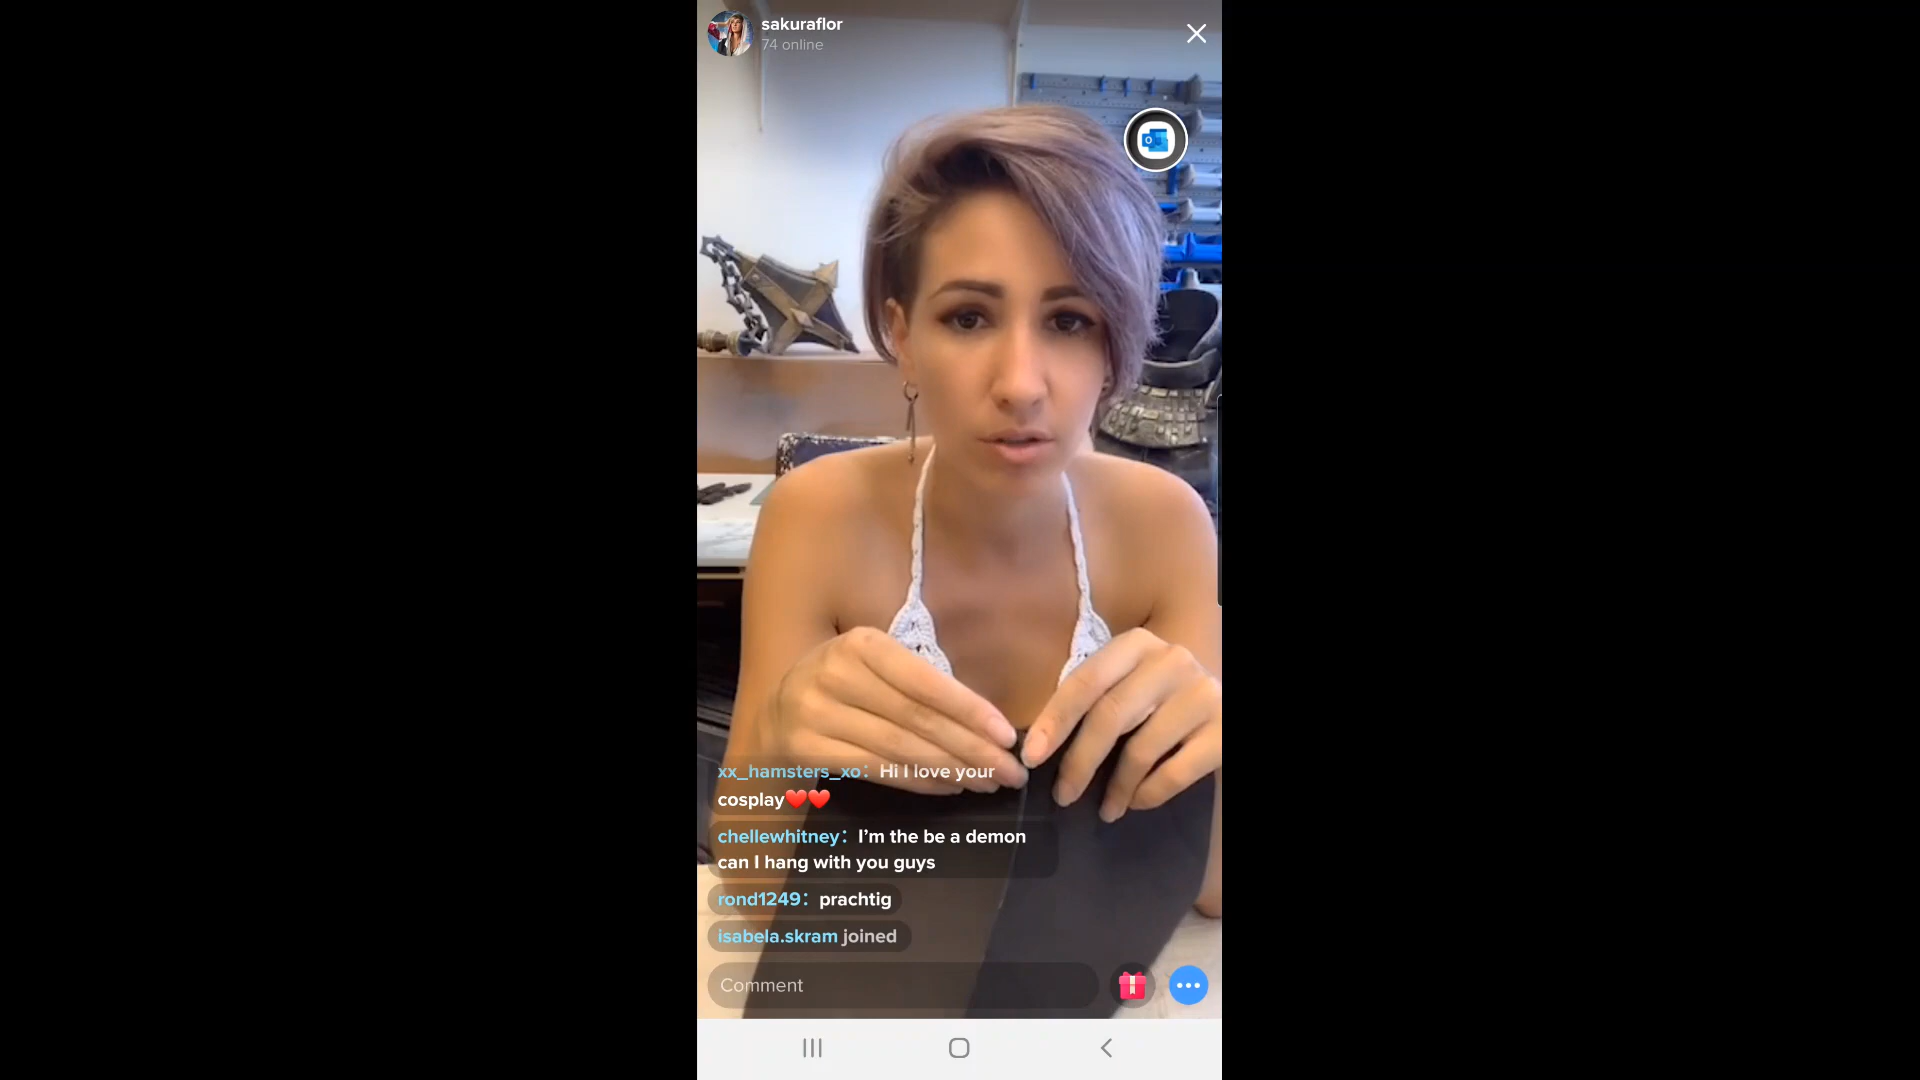 sakuraflor
74 online
xx_hamsters_xo: Hi I love your
cosplay❤️❤️
chellewhitney: I’m the be a demon
can I hang with you guys
rond1249: prachtig
isabela.skram joined
Comment